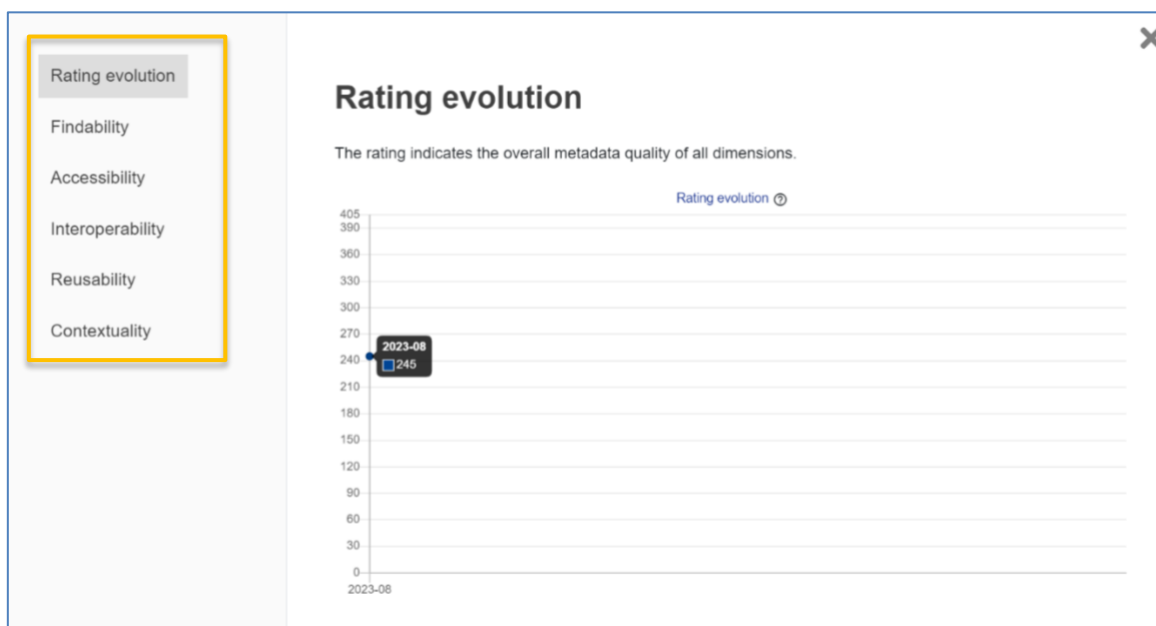 Rating evolution
Findability
Accessibility
Interoperability
Reusability
Contextuality
Rating evolution
The rating indicates the overall metadata quality of all dimensions.
Rating evolution ?
405
390
360
330
300
270
240
210
180
150
120
90
60
30
0
2023-08
245
2023-08